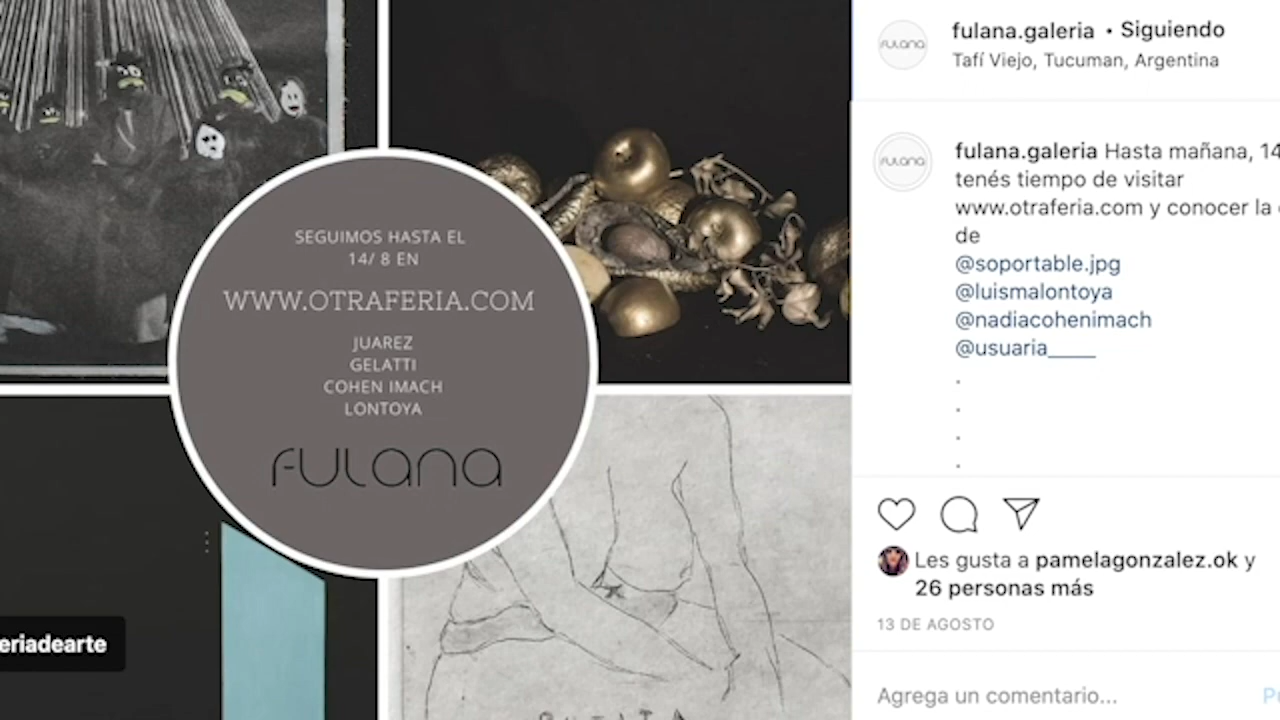 SEGUIMOS HASTA EL
14/ 8 EN
WWW.OTRAFERIA.COM
JUAREZ
GELATTI
COHEN IMACH
LONTOYA
fulana
eriadearte
fulana
fulana.galeria • Siguiendo
Tafí Viejo, Tucuman, Argentina
fulana
fulana.galeria Hasta mañana, 14
tenés tiempo de visitar
www.otraferia.com y conocer la
de
@soportable.jpg
@luismalontoya
@nadiacohenimach
@usuaria____
.
.
.
.
Les gusta a pamelagonzalez.ok y
26 personas más
13 DE AGOSTO
Agrega un comentario...